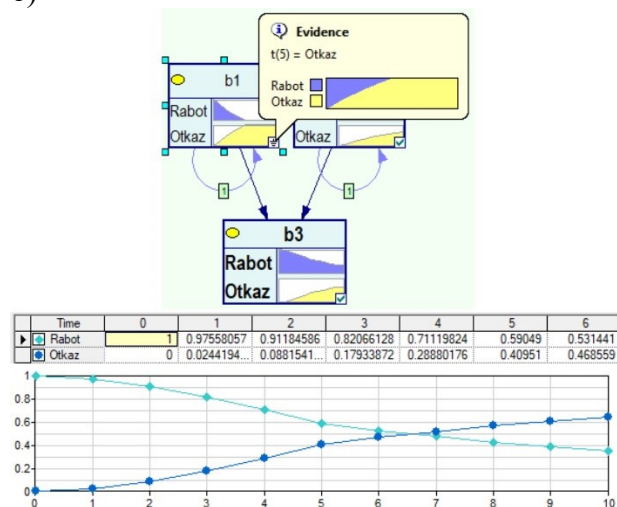 Evidence
t(5) = Otkaz
Rabot
Otkaz
b1
Rabot
Otkaz
Otkaz
1
1
b3
Rabot
Otkaz
Time 0 1 2 3 4 5 6
Rabot 1 0.97558057 0.91184586 0.82066128 0.71119824 0.59049 0.531441
Otkaz 0 0.0244194... 0.0881541... 0.17933872 0.28880176 0.40951 0.468559
1
0.8
0.6
0.4
0.2
0
0 1 2 3 4 5 6 7 8 9 10